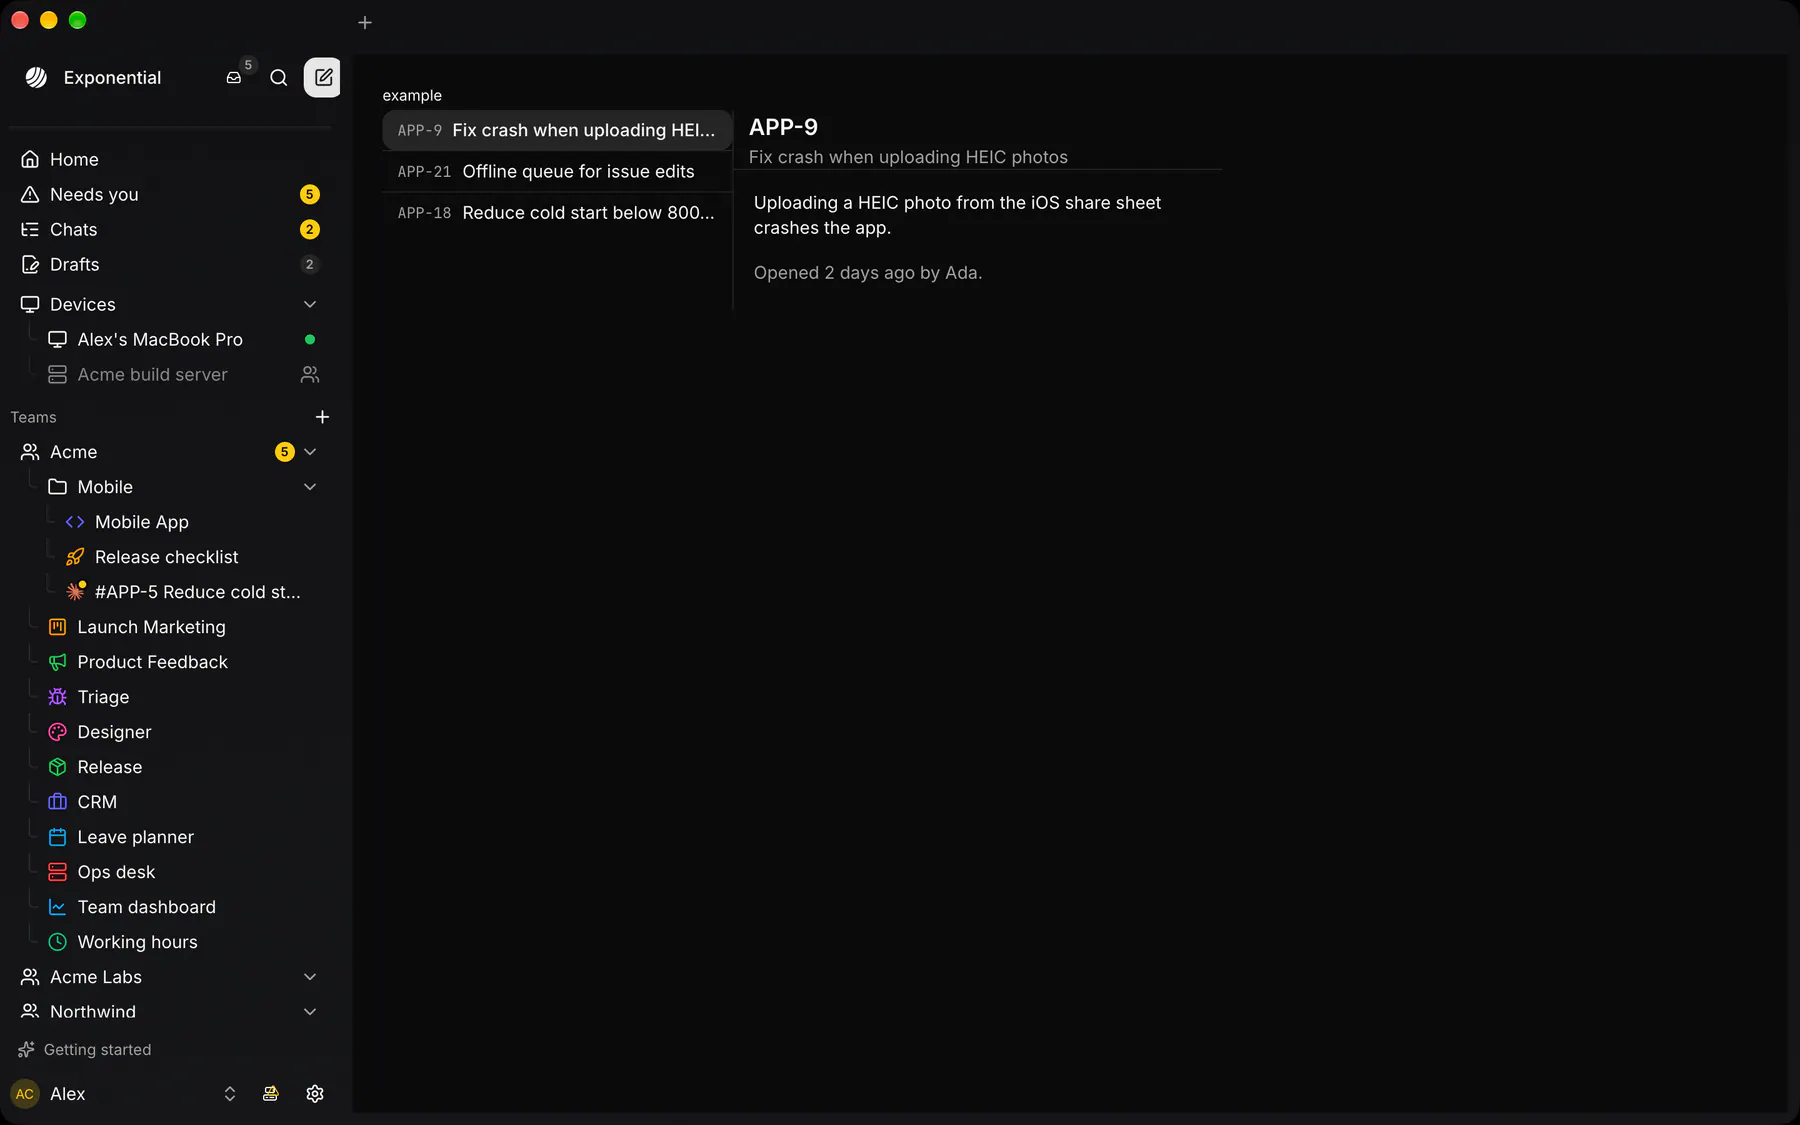 Exponential
5
Home
Needs you
5
Chats
2
Drafts
2
Devices
Alex's MacBook Pro
Acme build server
Teams
Acme
5
Mobile
Mobile App
Release checklist
#APP-5 Reduce cold st...
Launch Marketing
Product Feedback
Triage
Designer
Release
CRM
Leave planner
Ops desk
Team dashboard
Working hours
Acme Labs
Northwind
Getting started
AC
Alex
example
APP-9 Fix crash when uploading HEI...
APP-21 Offline queue for issue edits
APP-18 Reduce cold start below 800...
APP-9
Fix crash when uploading HEIC photos
Uploading a HEIC photo from the iOS share sheet
crashes the app.
Opened 2 days ago by Ada.